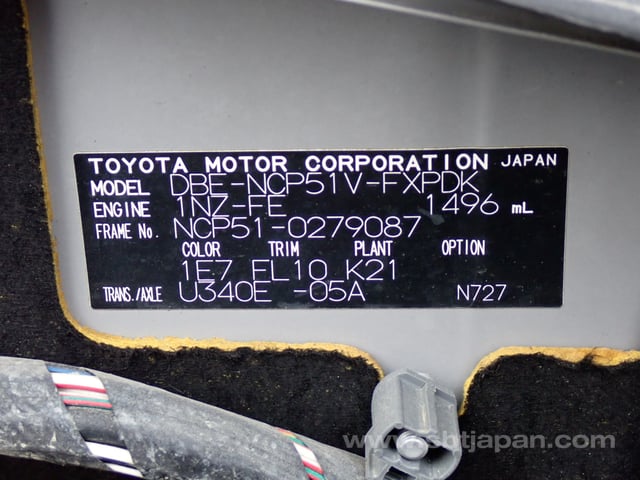 TOYOTA MOTOR CORPORATION JAPAN
MODEL DBE-NCP51V-FXPDK
ENGINE 1NZ-FE 1496 mL
FRAME No. NCP51-0279087
COLOR TRIM PLANT OPTION
1E7 FL10 K21
TRANS./AXLE U340E -05A N727
www.sbtjapan.com